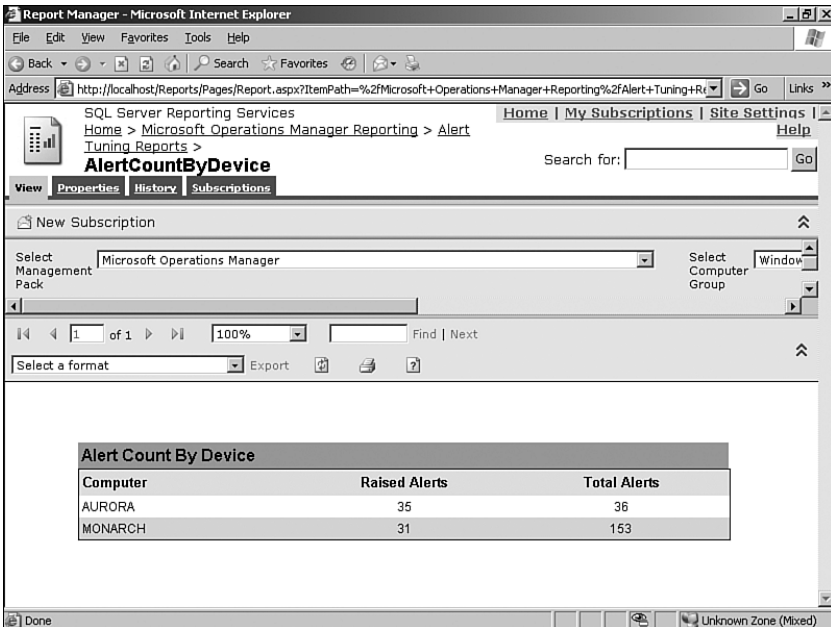 Report Manager - Microsoft Internet Explorer
File Edit View Favorites Tools Help
Back Search Favorites
Address http://localhost/Reports/Pages/Report.aspx?ItemPath=%2fMicrosoft+Operations+Manager+Reporting%2fAlert+Tuning+Re Go Links »
SQL Server Reporting Services
Home | My Subscriptions | Site Settings |
Help
Home > Microsoft Operations Manager Reporting > Alert
Tuning Reports >
AlertCountByDevice
Search for: Go
View Properties History Subscriptions
New Subscription
Select
Management
Pack
Microsoft Operations Manager
Select
Computer
Group
Window
1 of 1 100% Find | Next
Select a format Export
Alert Count By Device
Computer Raised Alerts Total Alerts
AURORA 35 36
MONARCH 31 153
Done Unknown Zone (Mixed)